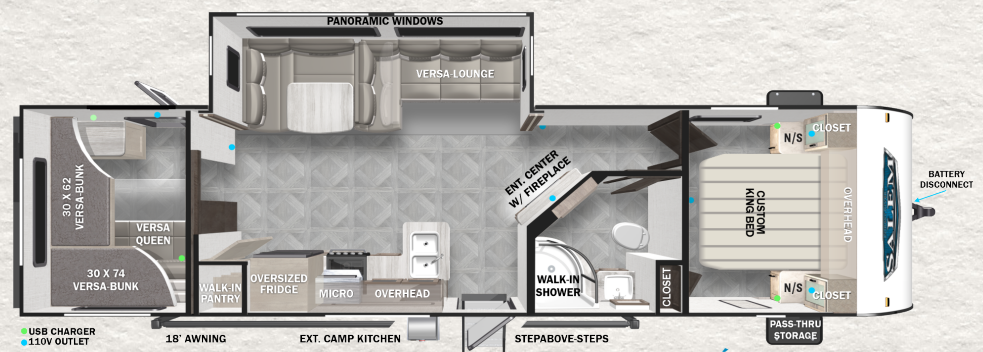 PANORAMIC WINDOWS
VERSA-LOUNGE
30 X 62
VERSA-BUNK
VERSA
QUEEN
30 X 74
VERSA-BUNK
WALK-IN
PANTRY
OVERSIZED
FRIDGE
MICRO
OVERHEAD
ENT. CENTER
W/ FIREPLACE
WALK-IN
SHOWER
CLOSET
N/S
CLOSET
CUSTOM
KING BED
OVERHEAD
N/S
CLOSET
SALEM
BATTERY
DISCONNECT
PASS-THRU
STORAGE
USB CHARGER
110V OUTLET
18' AWNING
EXT. CAMP KITCHEN
STEPABOVE-STEPS